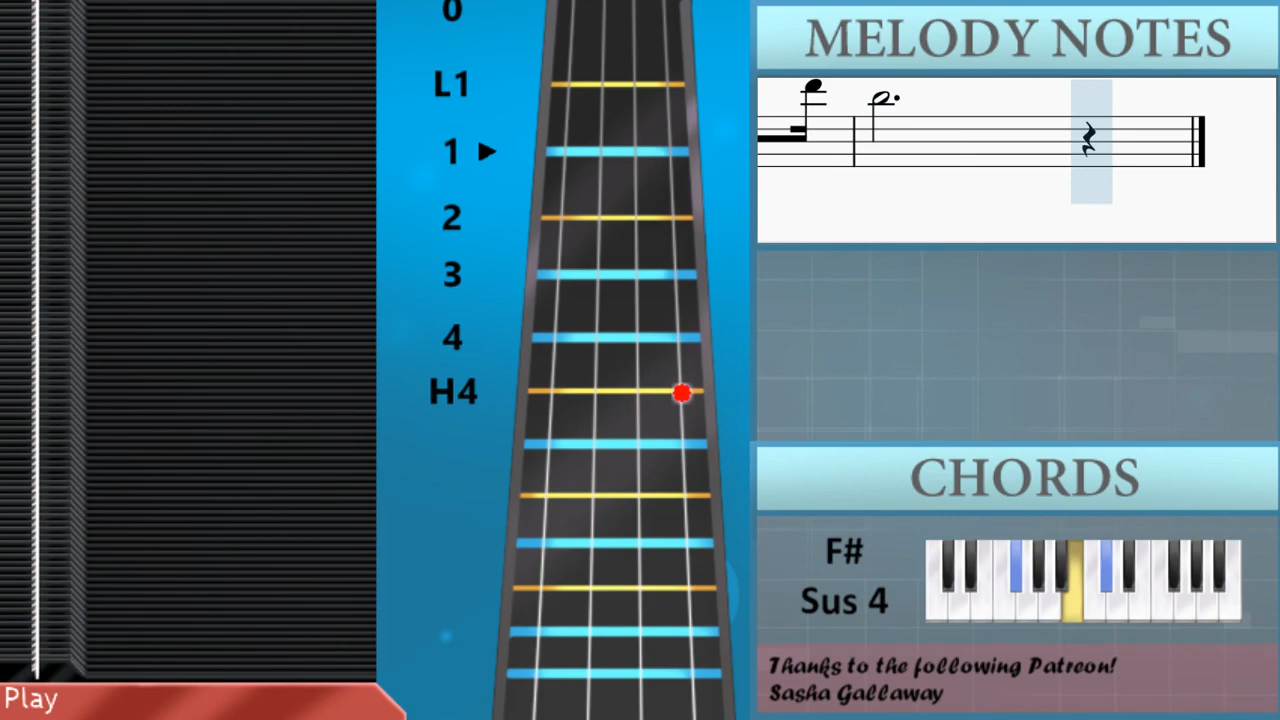 0
L1
1
2
3
4
H4
Play
MELODY NOTES
CHORDS
F#
Sus 4
Thanks to the following Patreon!
Sasha Gallaway